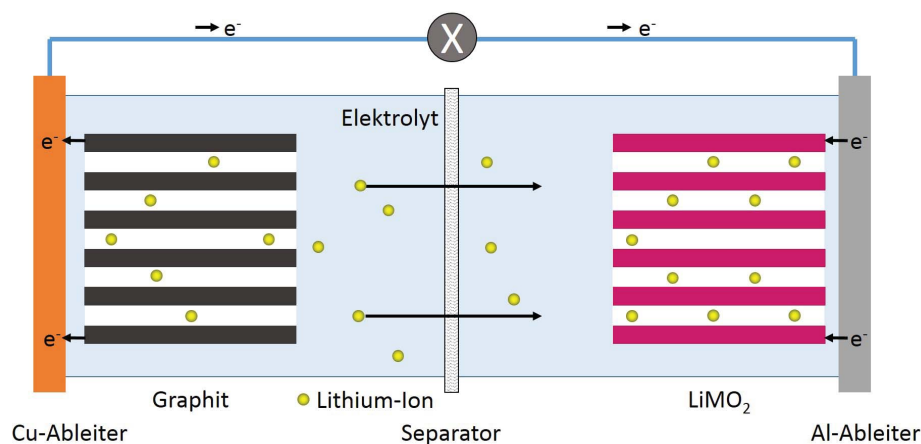 e⁻ e⁻
X
Elektrolyt
e⁻ e⁻
e⁻ e⁻
Graphit Lithium-Ion LiMO₂
Cu-Ableiter Separator Al-Ableiter